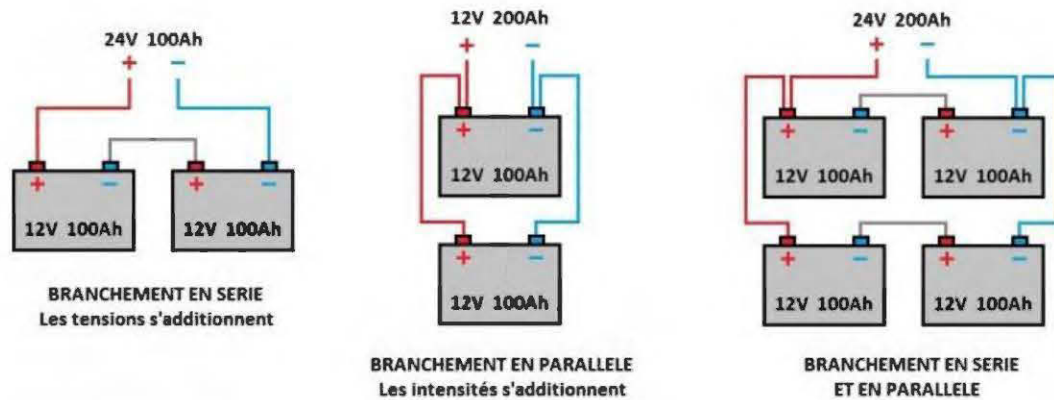 24V 100Ah
+ −
+ − + −
12V 100Ah 12V 100Ah
BRANCHEMENT EN SERIE
Les tensions s'additionnent
12V 200Ah
+ −
+ −
12V 100Ah
+ −
12V 100Ah
BRANCHEMENT EN PARALLELE
Les intensités s'additionnent
24V 200Ah
+ −
+ − + −
12V 100Ah 12V 100Ah
+ − + −
12V 100Ah 12V 100Ah
BRANCHEMENT EN SERIE
ET EN PARALLELE